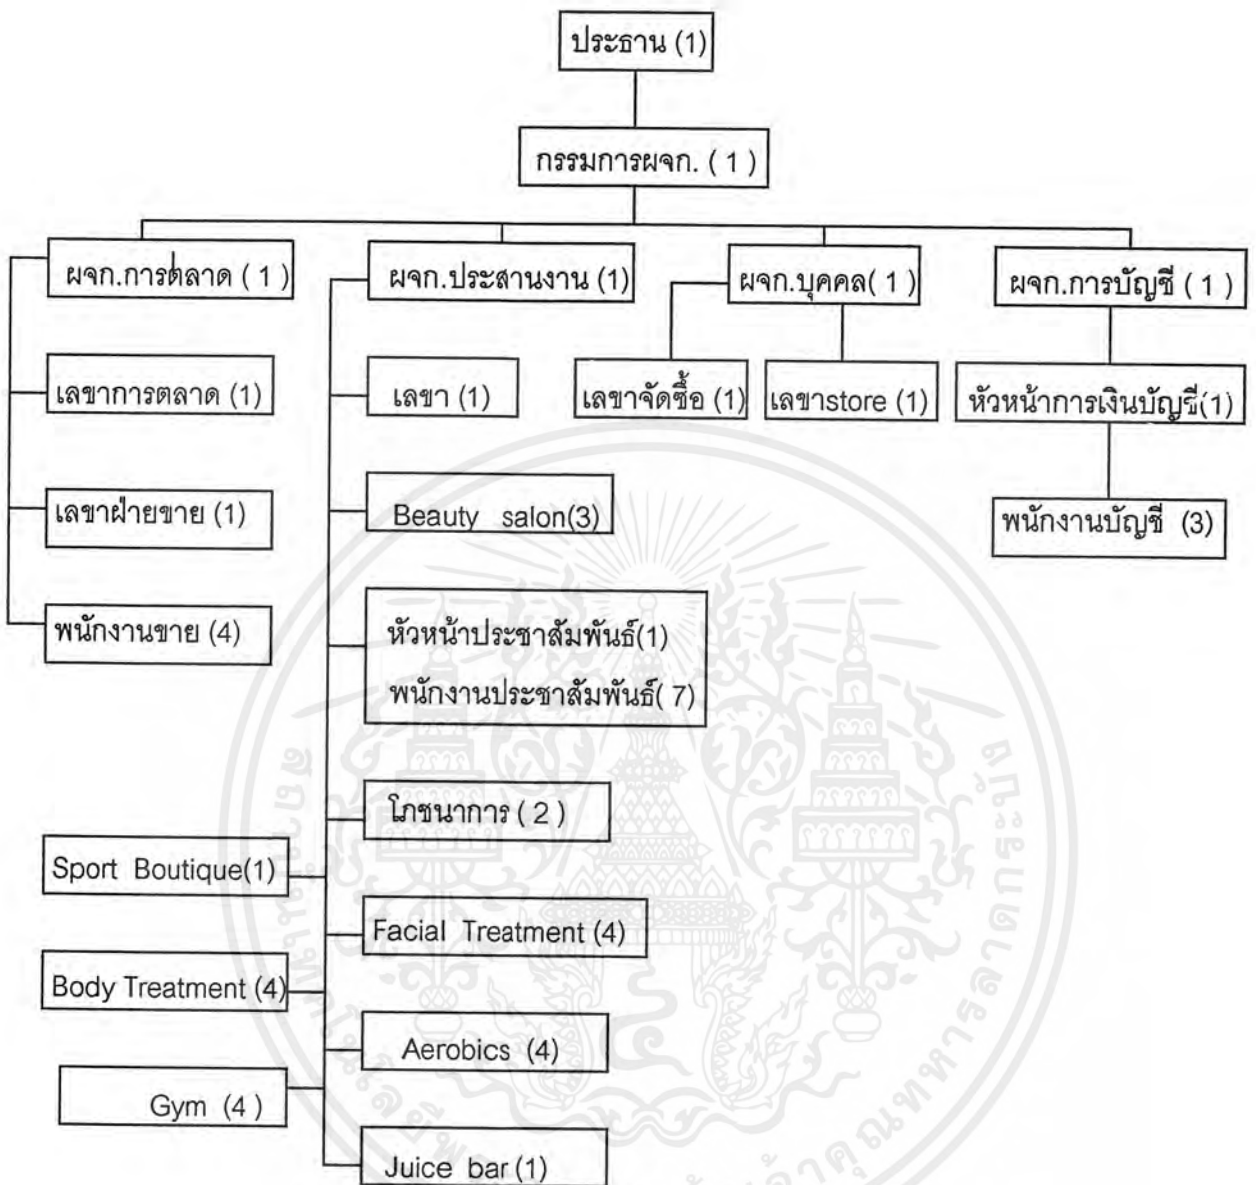 ประธาน (1)
กรรมการผจก. ( 1 )
ผจก.การตลาด ( 1 )
ผจก.ประสานงาน (1)
ผจก.บุคคล( 1 )
ผจก.การบัญชี ( 1 )
เลขาการตลาด (1)
เลขา (1)
เลขาจัดซื้อ (1)
เลขาstore (1)
หัวหน้าการเงินบัญชี(1)
เลขาฝ่ายขาย (1)
Beauty salon(3)
พนักงานบัญชี (3)
พนักงานขาย (4)
หัวหน้าประชาสัมพันธ์(1)
พนักงานประชาสัมพันธ์( 7)
โภชนาการ ( 2 )
Sport Boutique(1)
Facial Treatment (4)
Body Treatment (4)
Aerobics (4)
Gym (4 )
Juice bar (1)